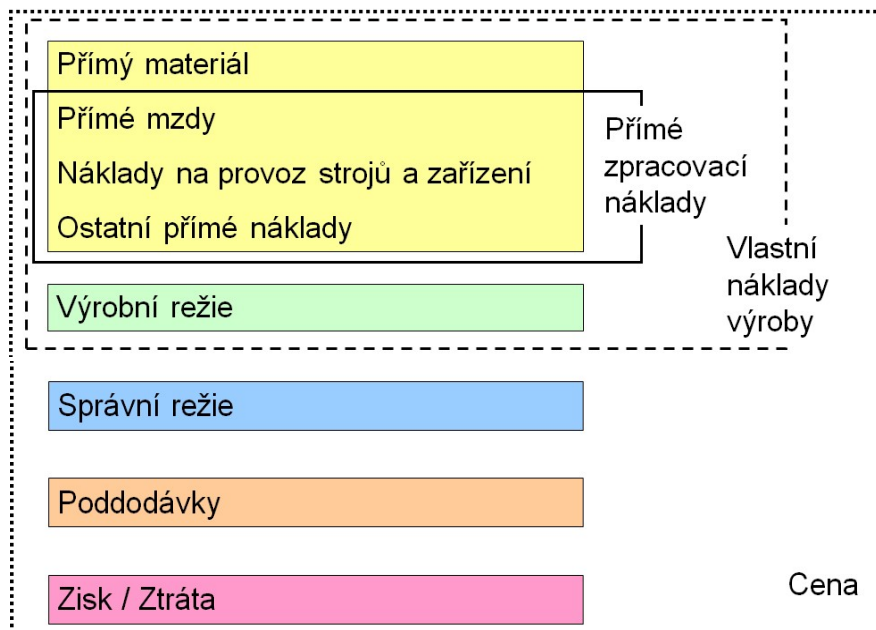 Přímý materiál
Přímé mzdy
Náklady na provoz strojů a zařízení
Ostatní přímé náklady
Přímé
zpracovací
náklady
Výrobní režie
Vlastní
náklady
výroby
Správní režie
Poddodávky
Zisk / Ztráta
Cena